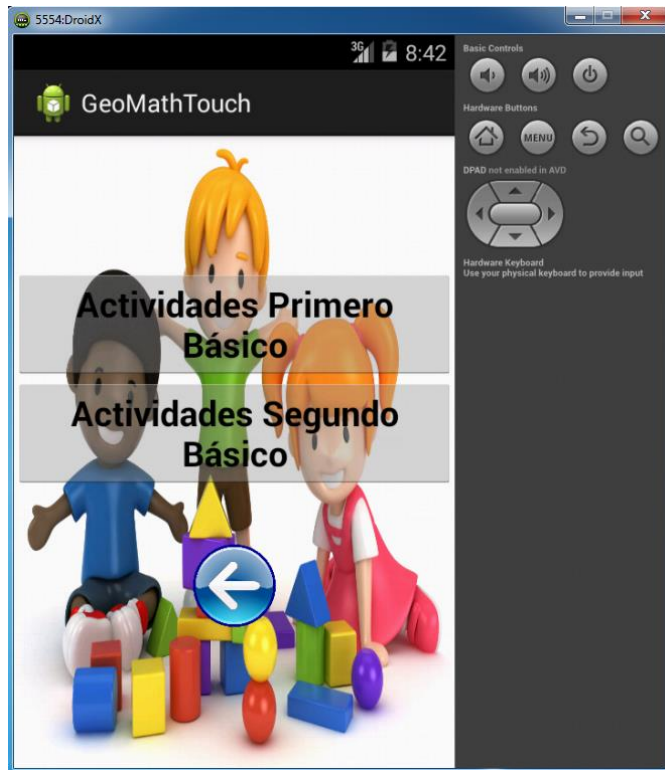 5554:DroidX
3G 8:42
GeoMathTouch
Actividades Primero
Básico
Actividades Segundo
Básico
Basic Controls
Hardware Buttons
MENU
DPAD not enabled in AVD
Hardware Keyboard
Use your physical keyboard to provide input